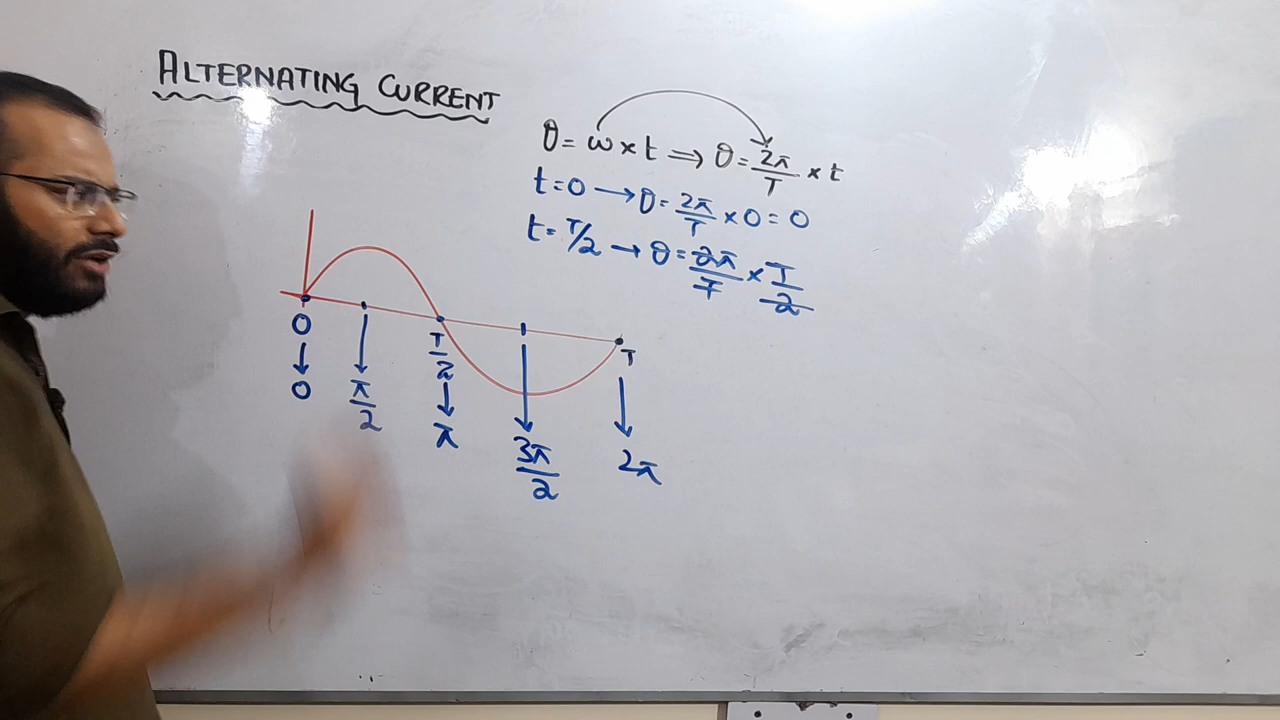 ALTERNATING CURRENT
θ = ω × t ⇒ θ = 2π/T × t
t = 0 → θ = 2π/T × 0 = 0
t = T/2 → θ = 2π/T × T/2
0 T/2 T
↓ ↓ ↓ ↓ ↓
0 π/2 π 3π/2 2π